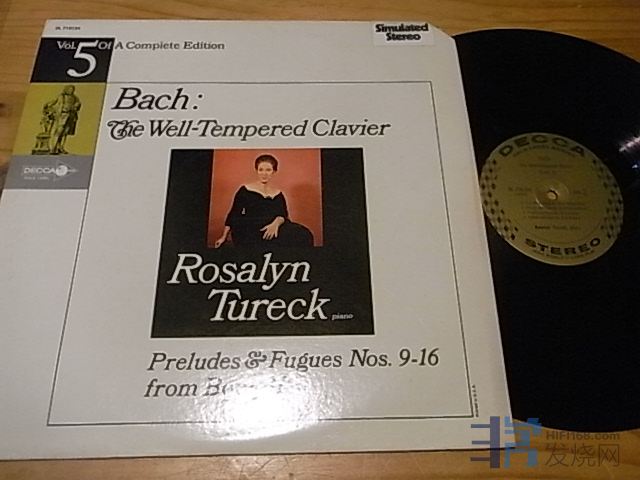 Simulated
Stereo
Vol. 5 Of A Complete Edition
Bach:
The Well-Tempered Clavier
DECCA
Rosalyn
Tureck piano
Preludes & Fugues Nos. 9-16
from
DECCA
STEREO
HIFI168.com
发烧网